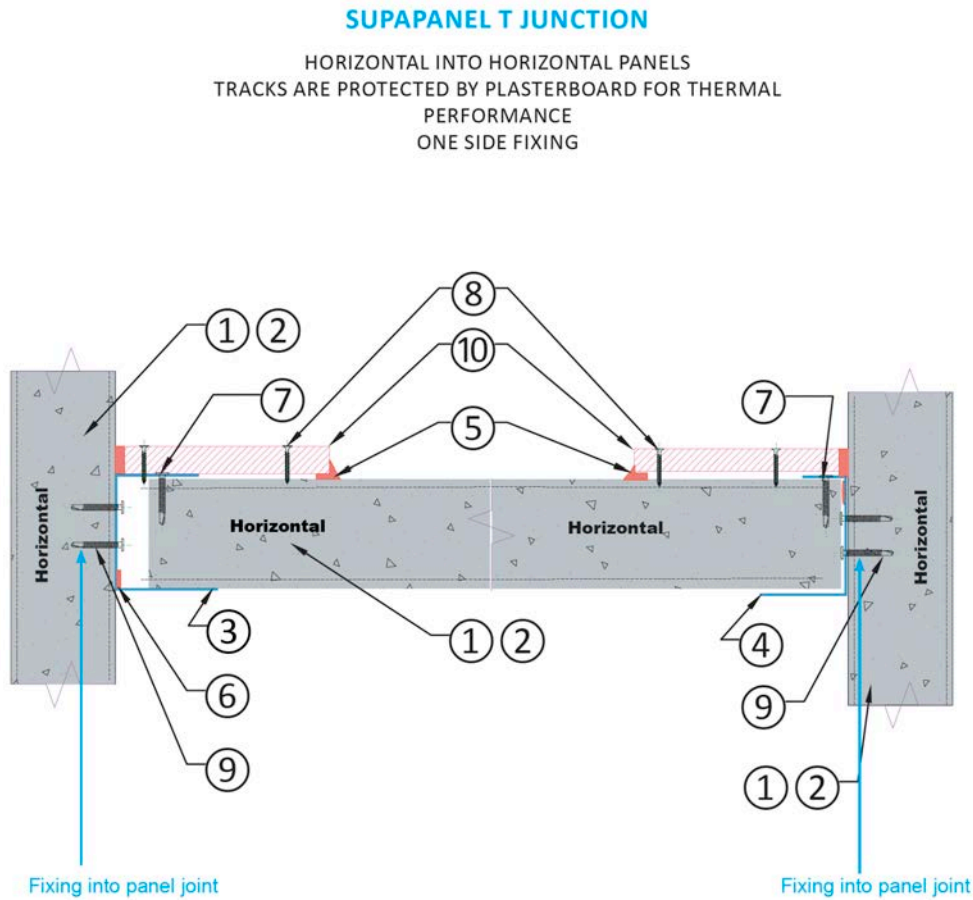 SUPAPANEL T JUNCTION
HORIZONTAL INTO HORIZONTAL PANELS
TRACKS ARE PROTECTED BY PLASTERBOARD FOR THERMAL
PERFORMANCE
ONE SIDE FIXING
8
1 2
10
7
7
5
Horizontal
Horizontal
Horizontal
Horizontal
3
1 2
4
6
9
9
1 2
Fixing into panel joint
Fixing into panel joint